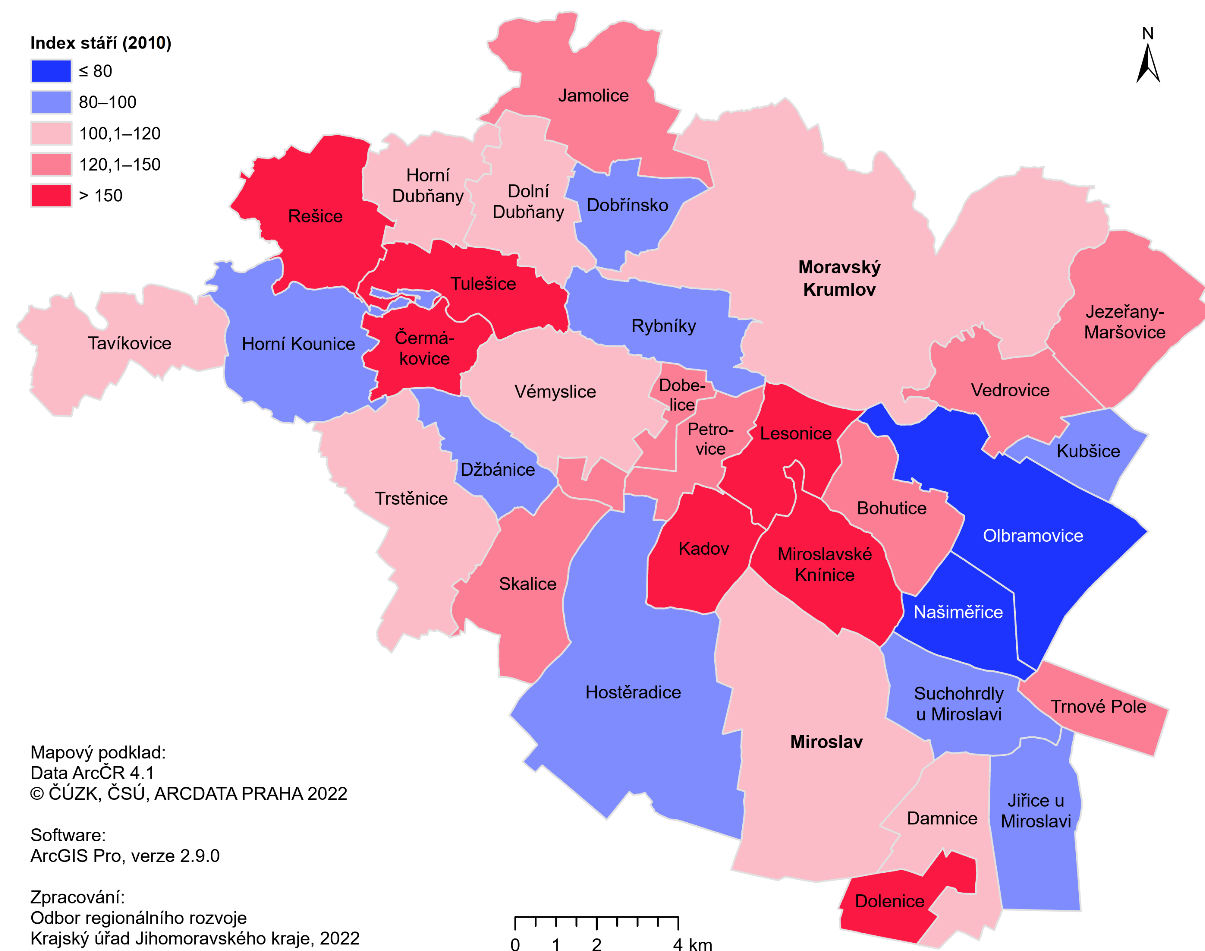 Index stáří (2010)
≤ 80
80–100
100,1–120
120,1–150
> 150
N
Jamolice
Horní
Dubňany
Dolní
Dubňany
Dobřínsko
Rešice
Moravský
Krumlov
Tulešice
Jezeřany-
Maršovice
Rybníky
Tavíkovice
Horní Kounice
Čermá-
kovice
Vémyslice
Dobe-
lice
Vedrovice
Petro-
vice
Lesonice
Kubšice
Džbánice
Trstěnice
Bohutice
Olbramovice
Kadov
Miroslavské
Knínice
Skalice
Našiměřice
Hostěradice
Suchohrdly
u Miroslavi
Trnové Pole
Miroslav
Jiřice u
Miroslavi
Damnice
Dolenice
Mapový podklad:
Data ArcČR 4.1
© ČÚZK, ČSÚ, ARCDATA PRAHA 2022
Software:
ArcGIS Pro, verze 2.9.0
Zpracování:
Odbor regionálního rozvoje
Krajský úřad Jihomoravského kraje, 2022
0 1 2 4 km